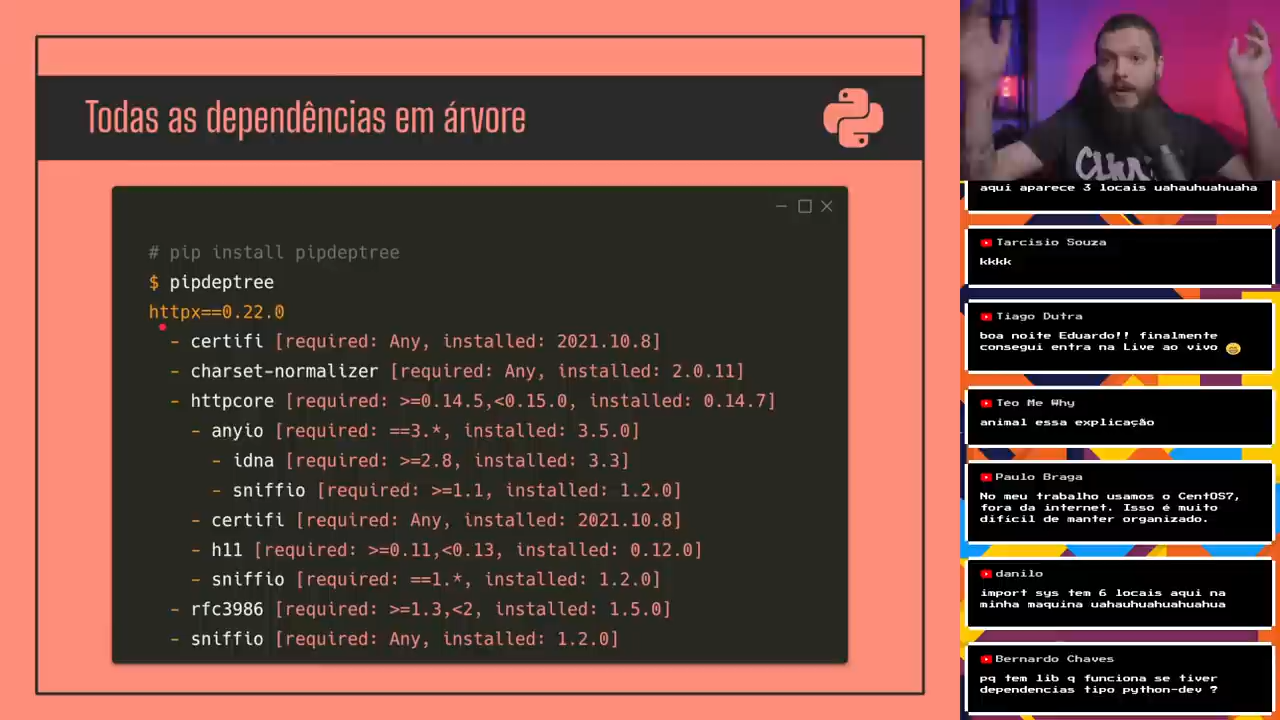 Todas as dependências em árvore
# pip install pipdeptree
$ pipdeptree
httpx==0.22.0
- certifi [required: Any, installed: 2021.10.8]
- charset-normalizer [required: Any, installed: 2.0.11]
- httpcore [required: >=0.14.5,<0.15.0, installed: 0.14.7]
- anyio [required: ==3.*, installed: 3.5.0]
- idna [required: >=2.8, installed: 3.3]
- sniffio [required: >=1.1, installed: 1.2.0]
- certifi [required: Any, installed: 2021.10.8]
- h11 [required: >=0.11,<0.13, installed: 0.12.0]
- sniffio [required: ==1.*, installed: 1.2.0]
- rfc3986 [required: >=1.3,<2, installed: 1.5.0]
- sniffio [required: Any, installed: 1.2.0]
aqui aparece 3 locais uahauhuahuaha
Tarcisio Souza
kkkk
Tiago Dutra
boa noite Eduardo!! finalmente
consegui entra na Live ao vivo
Téo Me Why
animal essa explicação
Paulo Braga
No meu trabalho usamos o CentOS7,
fora da internet. Isso é muito
difícil de manter organizado.
danilo
import sys tem 6 locais aqui na
minha maquina uahauhuahuahuahua
Bernardo Chaves
pq tem lib q funciona se tiver
dependencias tipo python-dev ?